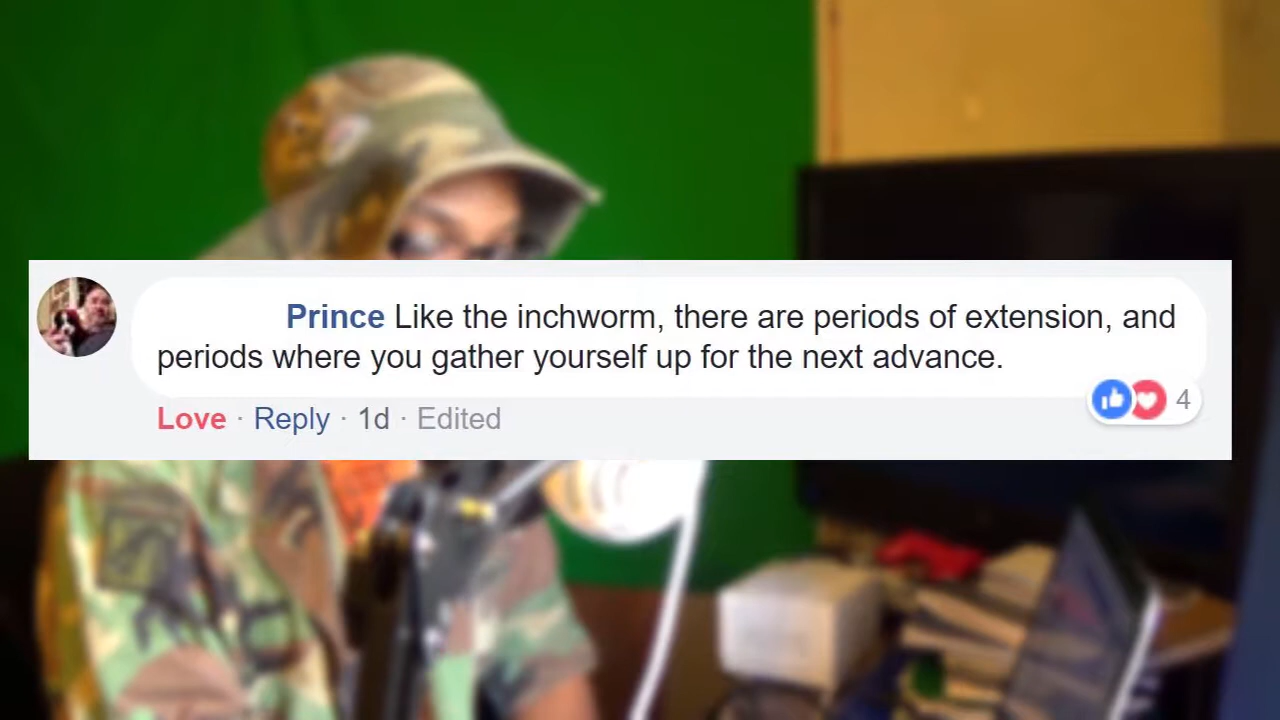 Prince Like the inchworm, there are periods of extension, and
periods where you gather yourself up for the next advance.
Love · Reply · 1d · Edited
4